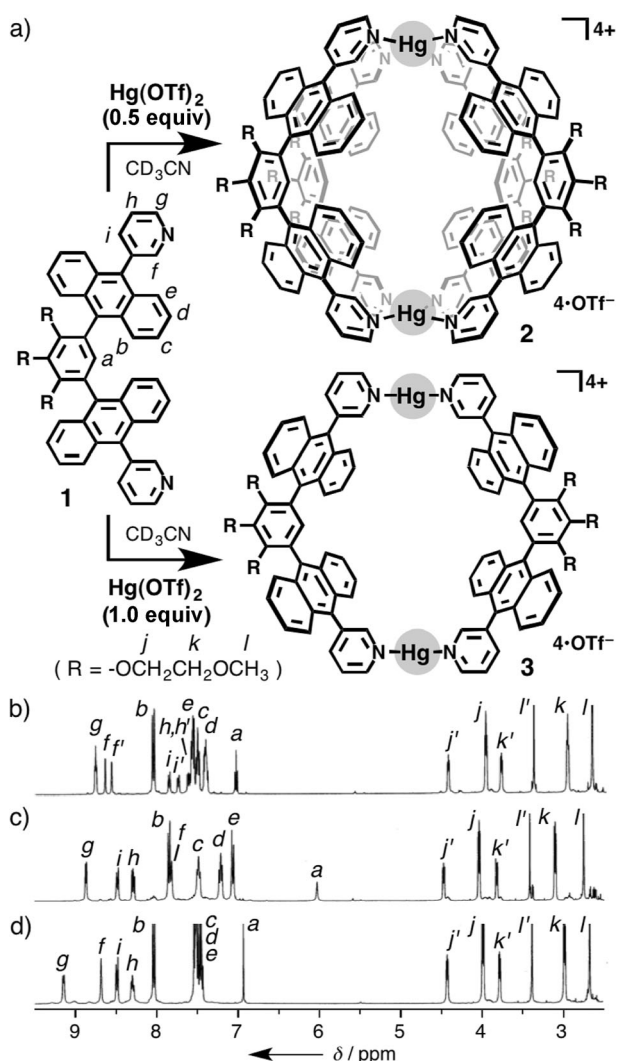 a)
4+
Hg
N
N
Hg(OTf)₂
(0.5 equiv)
CD₃CN
R
R
R
R
R
R
R
R
R
R
R
R
h
g
i
N
f
e
d
R
R
R
a
b
c
N
1
N
Hg
N
4•OTf⁻
2
4+
N
Hg
N
CD₃CN
Hg(OTf)₂
(1.0 equiv)
R
R
R
R
R
R
N
Hg
N
4•OTf⁻
3
j k l
( R = -OCH₂CH₂OCH₃ )
b) g f f' b i h,h' i' e c d a j' j k' l' k l
c) g i h b f l c d e a j' j k' l' k l
d) g f i h b c d e a j' j k' l' k l
9 8 7 6 5 4 3
δ / ppm